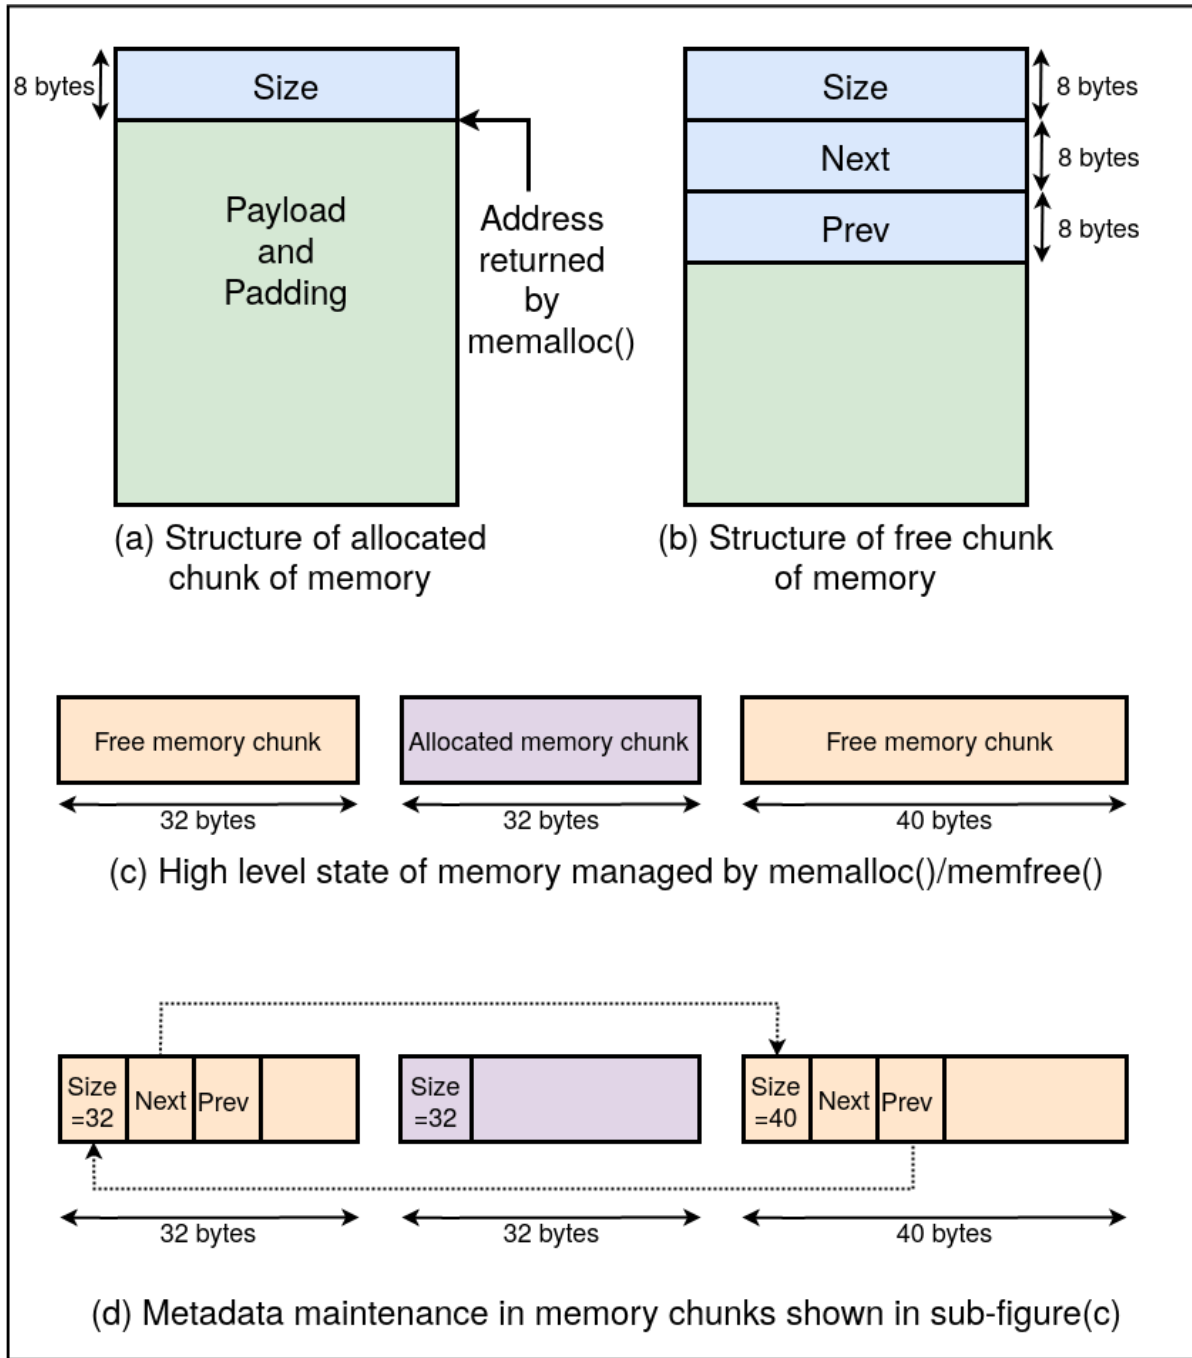 8 bytes
Size
Payload
and
Padding
Address
returned
by
memalloc()
(a) Structure of allocated
chunk of memory
Size
8 bytes
Next
8 bytes
Prev
8 bytes
(b) Structure of free chunk
of memory
Free memory chunk
Allocated memory chunk
Free memory chunk
32 bytes
32 bytes
40 bytes
(c) High level state of memory managed by memalloc()/memfree()
Size
=32
Next
Prev
Size
=32
Size
=40
Next
Prev
32 bytes
32 bytes
40 bytes
(d) Metadata maintenance in memory chunks shown in sub-figure(c)